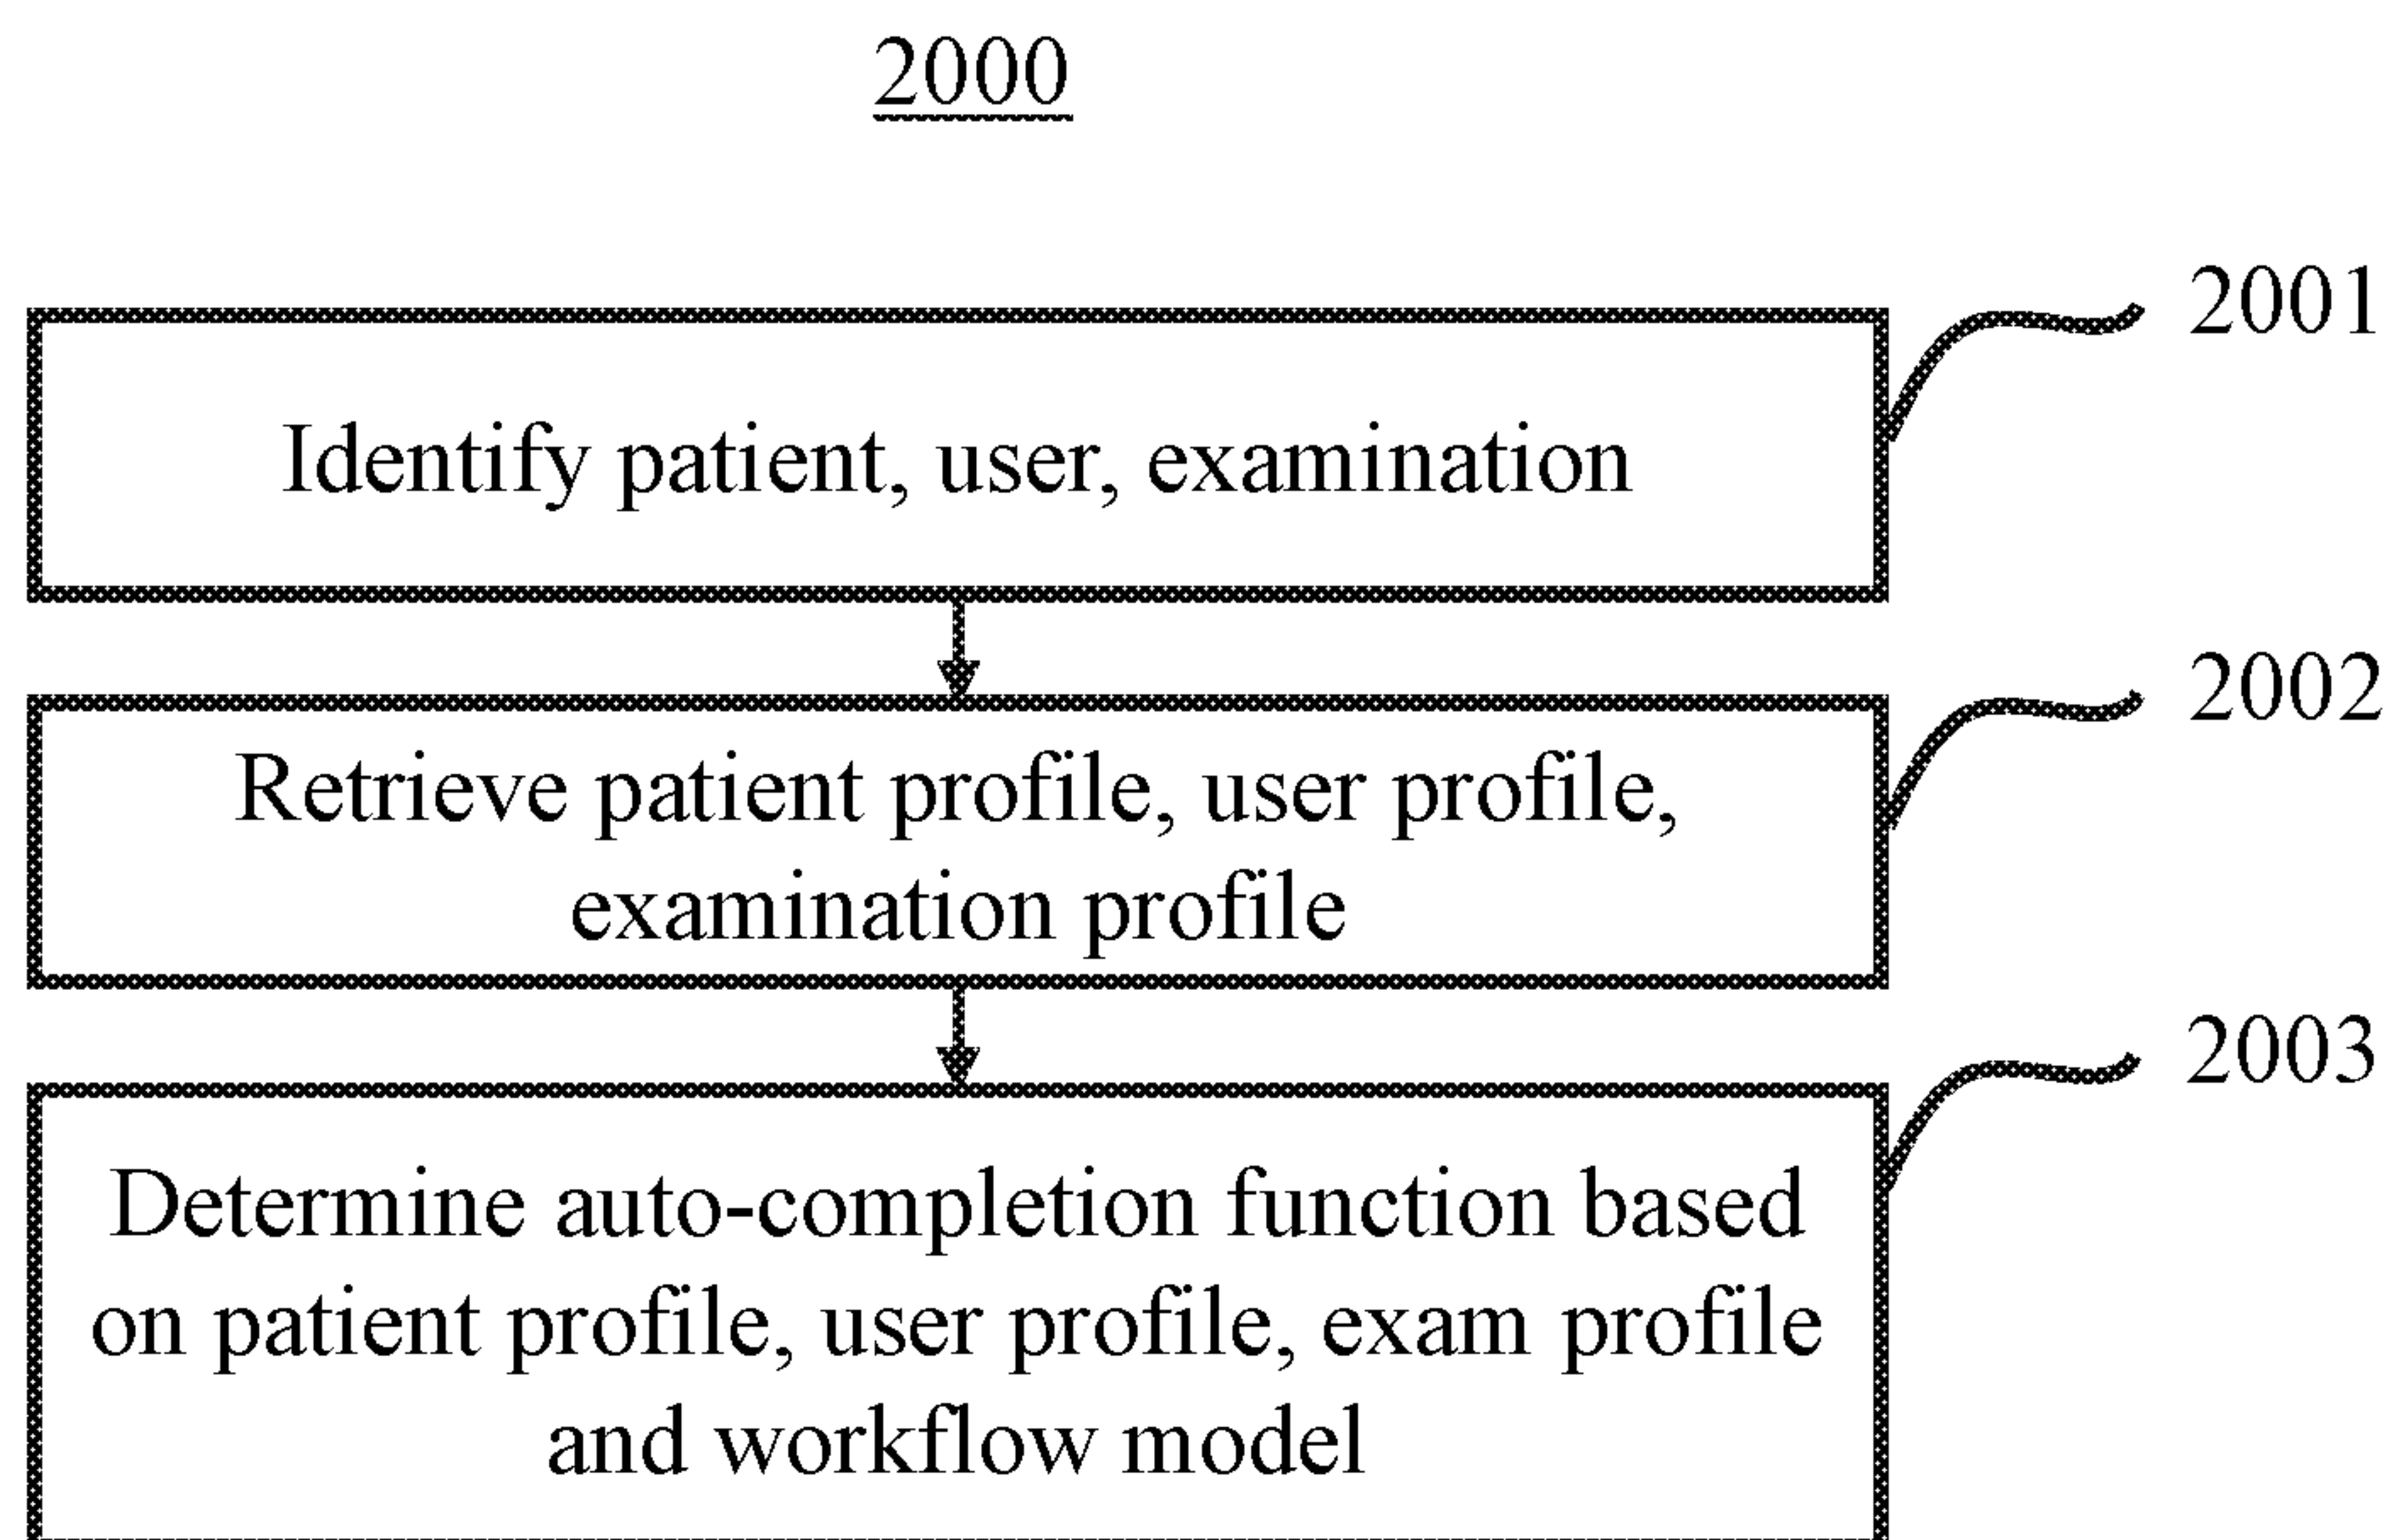 2000
2001
Identify patient, user, examination
2002
Retrieve patient profile, user profile,
examination profile
2003
Determine auto-completion function based
on patient profile, user profile, exam profile
and workflow model